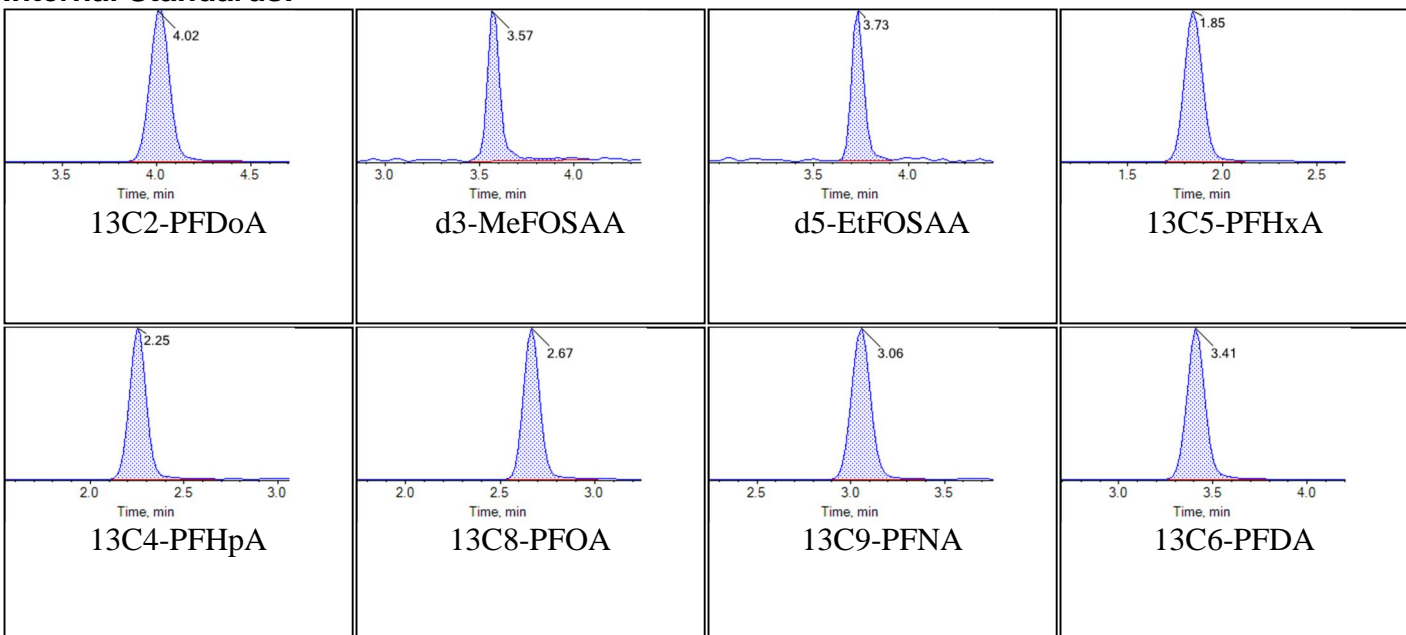 Internal Standards:
4.02
3.5 4.0 4.5
Time, min
13C2-PFDoA
3.57
3.0 3.5 4.0
Time, min
d3-MeFOSAA
3.73
3.5 4.0
Time, min
d5-EtFOSAA
1.85
1.5 2.0 2.5
Time, min
13C5-PFHxA
2.25
2.0 2.5 3.0
Time, min
13C4-PFHpA
2.67
2.0 2.5 3.0
Time, min
13C8-PFOA
3.06
2.5 3.0 3.5
Time, min
13C9-PFNA
3.41
3.0 3.5 4.0
Time, min
13C6-PFDA